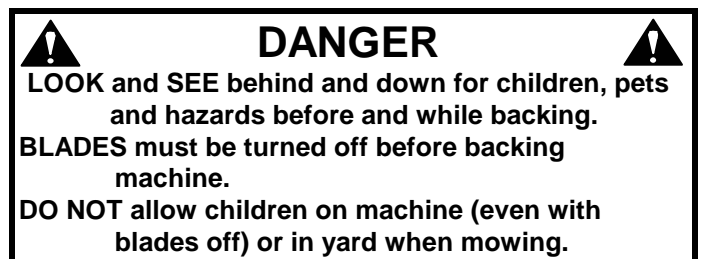 DANGER
LOOK and SEE behind and down for children, pets
and hazards before and while backing.
BLADES must be turned off before backing
machine.
DO NOT allow children on machine (even with
blades off) or in yard when mowing.